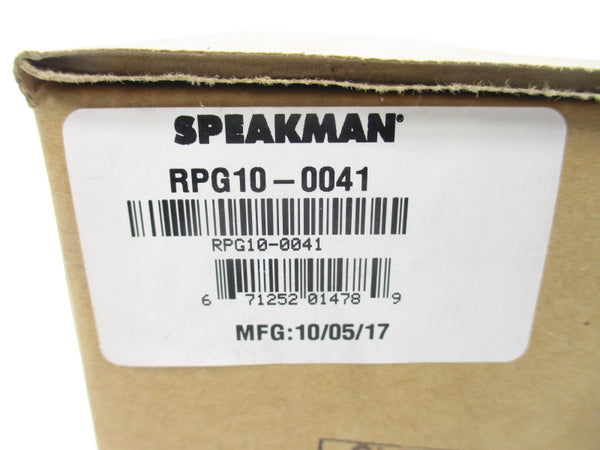 SPEAKMAN®
RPG10-0041
RPG10-0041
6 71252 01478 9
MFG:10/05/17